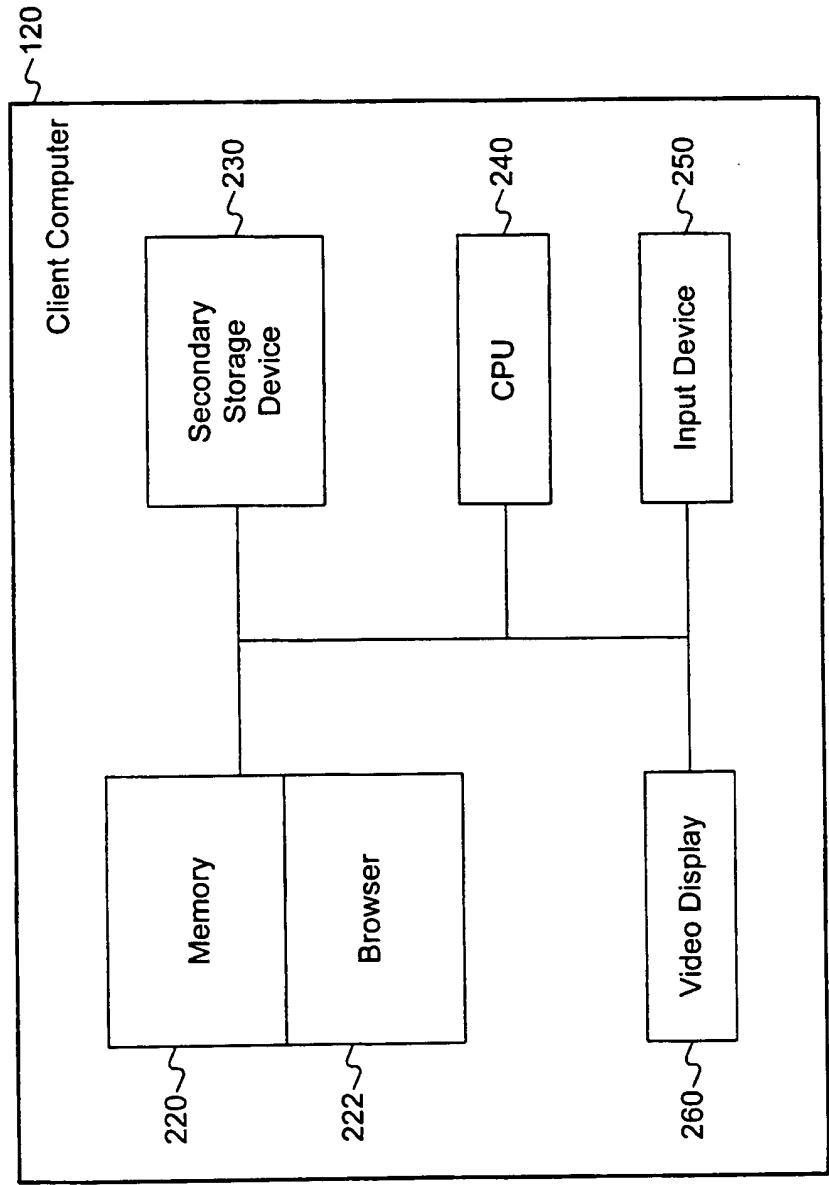 Client Computer
120
220
Memory
222
Browser
Secondary
Storage
Device
230
CPU
240
260
Video Display
Input Device
250